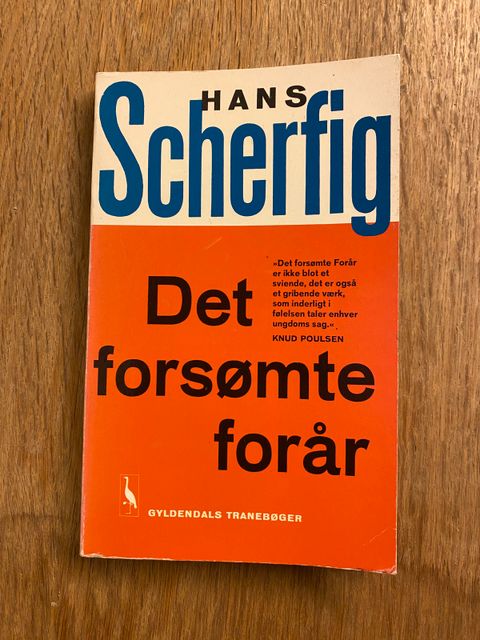 HANS
Scherfig
»Det forsømte Forår
er ikke blot et
sviende, det er også
et gribende værk,
som inderligt i
følelsen taler enhver
ungdoms sag.«
KNUD POULSEN
Det
forsømte
forår
GYLDENDALS TRANEBØGER